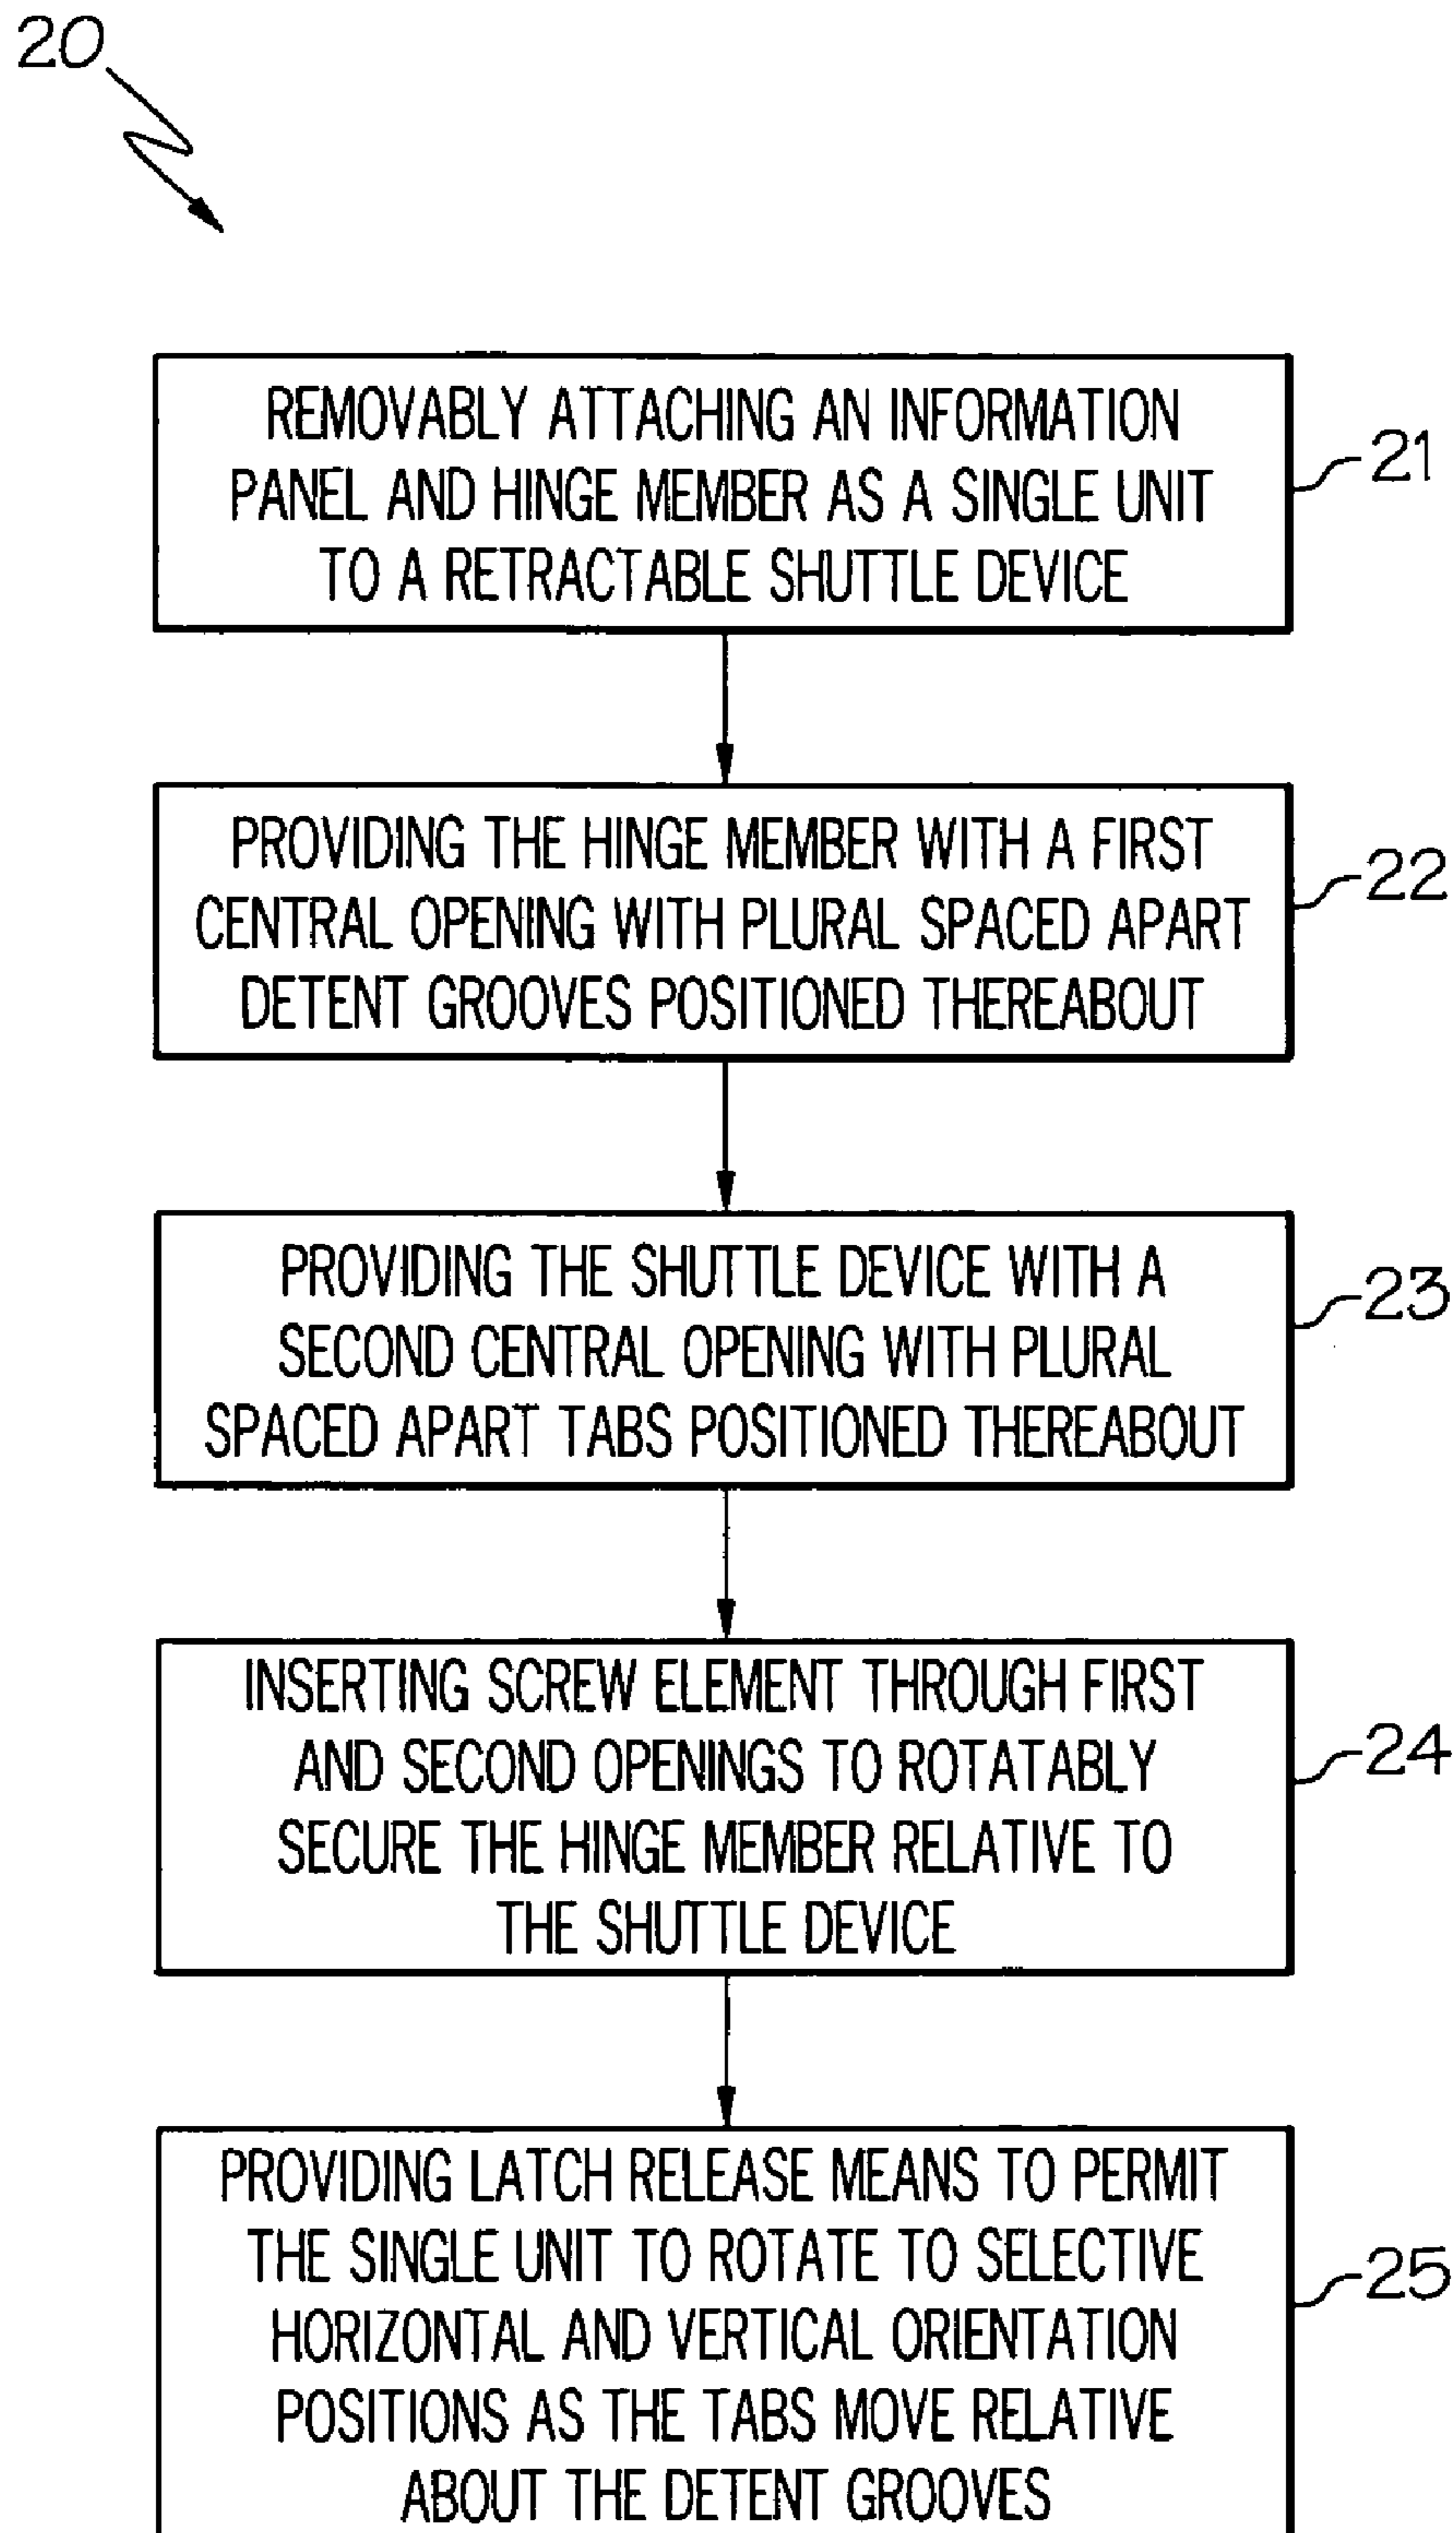 20
REMOVABLY ATTACHING AN INFORMATION
PANEL AND HINGE MEMBER AS A SINGLE UNIT
TO A RETRACTABLE SHUTTLE DEVICE
21
PROVIDING THE HINGE MEMBER WITH A FIRST
CENTRAL OPENING WITH PLURAL SPACED APART
DETENT GROOVES POSITIONED THEREABOUT
22
PROVIDING THE SHUTTLE DEVICE WITH A
SECOND CENTRAL OPENING WITH PLURAL
SPACED APART TABS POSITIONED THEREABOUT
23
INSERTING SCREW ELEMENT THROUGH FIRST
AND SECOND OPENINGS TO ROTATABLY
SECURE THE HINGE MEMBER RELATIVE TO
THE SHUTTLE DEVICE
24
PROVIDING LATCH RELEASE MEANS TO PERMIT
THE SINGLE UNIT TO ROTATE TO SELECTIVE
HORIZONTAL AND VERTICAL ORIENTATION
POSITIONS AS THE TABS MOVE RELATIVE
ABOUT THE DETENT GROOVES
25